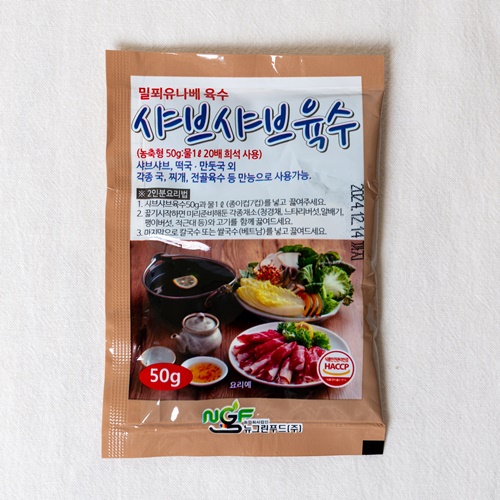 밀푀유나베 육수
샤브샤브육수
(농축형 50g:물1ℓ 20배 희석 사용)
샤브샤브, 떡국·만둣국 외
각종 국, 찌개, 전골육수 등 만능으로 사용가능.
※ 2인분요리법
1. 샤브샤브육수50g과 물1ℓ (종이컵7컵)를 넣고 끓여주세요.
2. 끓기시작하면 미리준비해둔 각종채소(청경채, 느타리버섯,알배기,
팽이버섯, 적근대 등)와 고기를 함께 끓여드세요.
3. 마지막으로 칼국수 또는 쌀국수(베트남)를 넣고 끓여드세요.
2024.12.14 까지
50g
요리예
HACCP
NGF
뉴그린푸드(주)